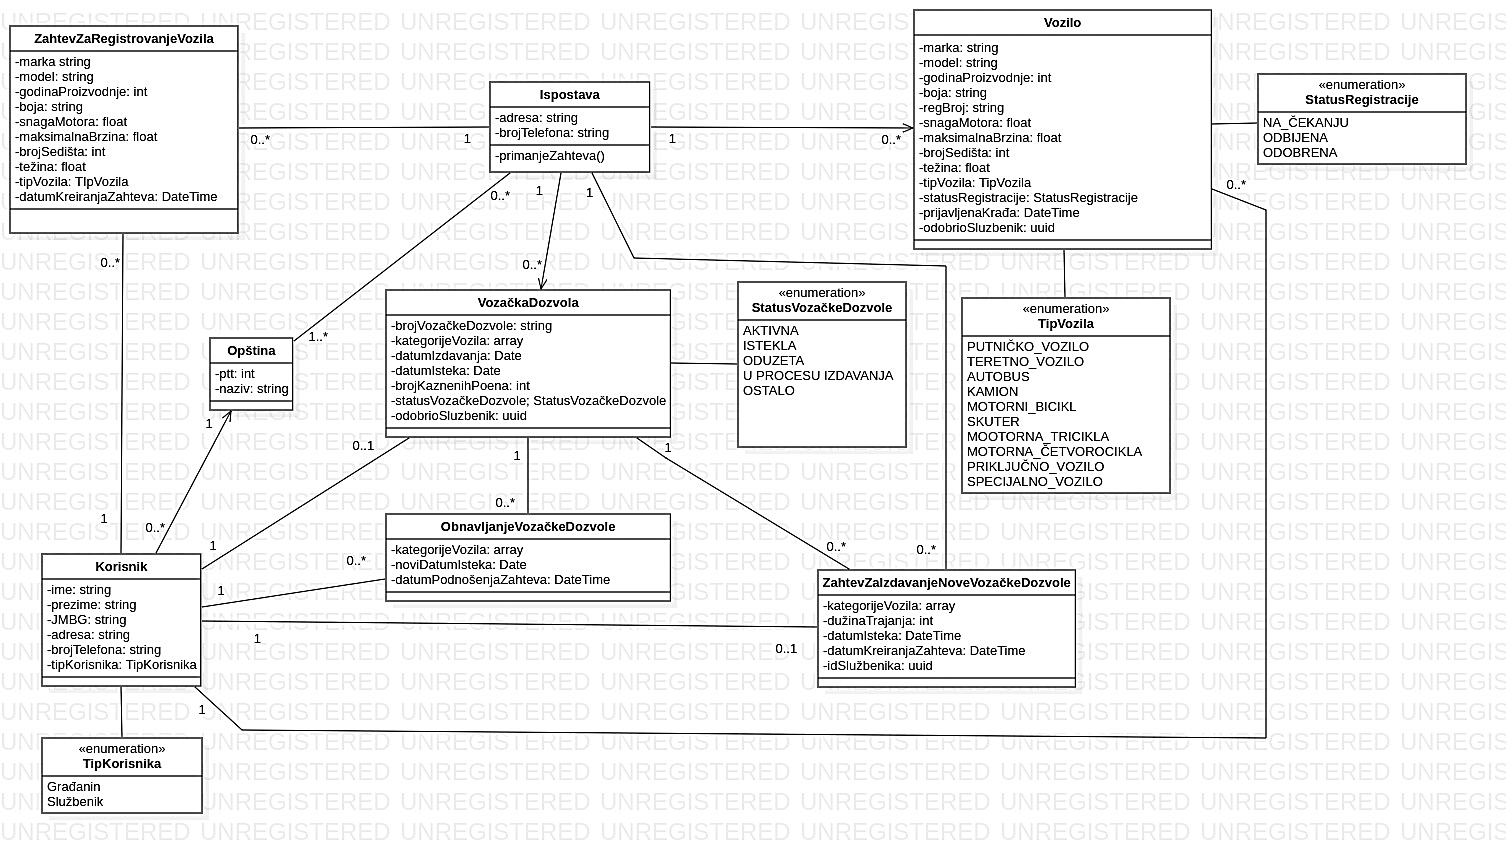 ZahtevZaRegistrovanjeVozila
-marka string
-model: string
-godinaProizvodnje: int
-boja: string
-snagaMotora: float
-maksimalnaBrzina: float
-brojSedišta: int
-težina: float
-tipVozila: TIpVozila
-datumKreiranjaZahteva: DateTime
0..*
1
Ispostava
-adresa: string
-brojTelefona: string
-primanjeZahteva()
1
0..*
Vozilo
-marka: string
-model: string
-godinaProizvodnje: int
-boja: string
-regBroj: string
-snagaMotora: float
-maksimalnaBrzina: float
-brojSedišta: int
-težina: float
-tipVozila: TipVozila
-statusRegistracije: StatusRegistracije
-prijavljenaKrađa: DateTime
-odobrioSluzbenik: uuid
«enumeration»
StatusRegistracije
NA_ČEKANJU
ODBIJENA
ODOBRENA
0..*
0..*
1
1
0..*
0..*
1..*
Opština
-ptt: int
-naziv: string
1
VozačkaDozvola
-brojVozačkeDozvole: string
-kategorijeVozila: array
-datumIzdavanja: Date
-datumIsteka: Date
-brojKaznenihPoena: int
-statusVozačkeDozvole; StatusVozačkeDozvole
-odobrioSluzbenik: uuid
«enumeration»
StatusVozačkeDozvole
AKTIVNA
ISTEKLA
ODUZETA
U PROCESU IZDAVANJA
OSTALO
«enumeration»
TipVozila
PUTNIČKO_VOZILO
TERETNO_VOZILO
AUTOBUS
KAMION
MOTORNI_BICIKL
SKUTER
MOOTORNA_TRICIKLA
MOTORNA_ČETVOROCIKLA
PRIKLJUČNO_VOZILO
SPECIJALNO_VOZILO
0..1
1
1
0..*
1
0..*
1
0..*
0..*
0..*
ObnavljanjeVozačkeDozvole
-kategorijeVozila: array
-noviDatumIsteka: Date
-datumPodnošenjaZahteva: DateTime
Korisnik
-ime: string
-prezime: string
-JMBG: string
-adresa: string
-brojTelefona: string
-tipKorisnika: TipKorisnika
1
1
0..1
ZahtevZaIzdavanjeNoveVozačkeDozvole
-kategorijeVozila: array
-dužinaTrajanja: int
-datumIsteka: DateTime
-datumKreiranjaZahteva: DateTime
-idSlužbenika: uuid
1
«enumeration»
TipKorisnika
Građanin
Službenik